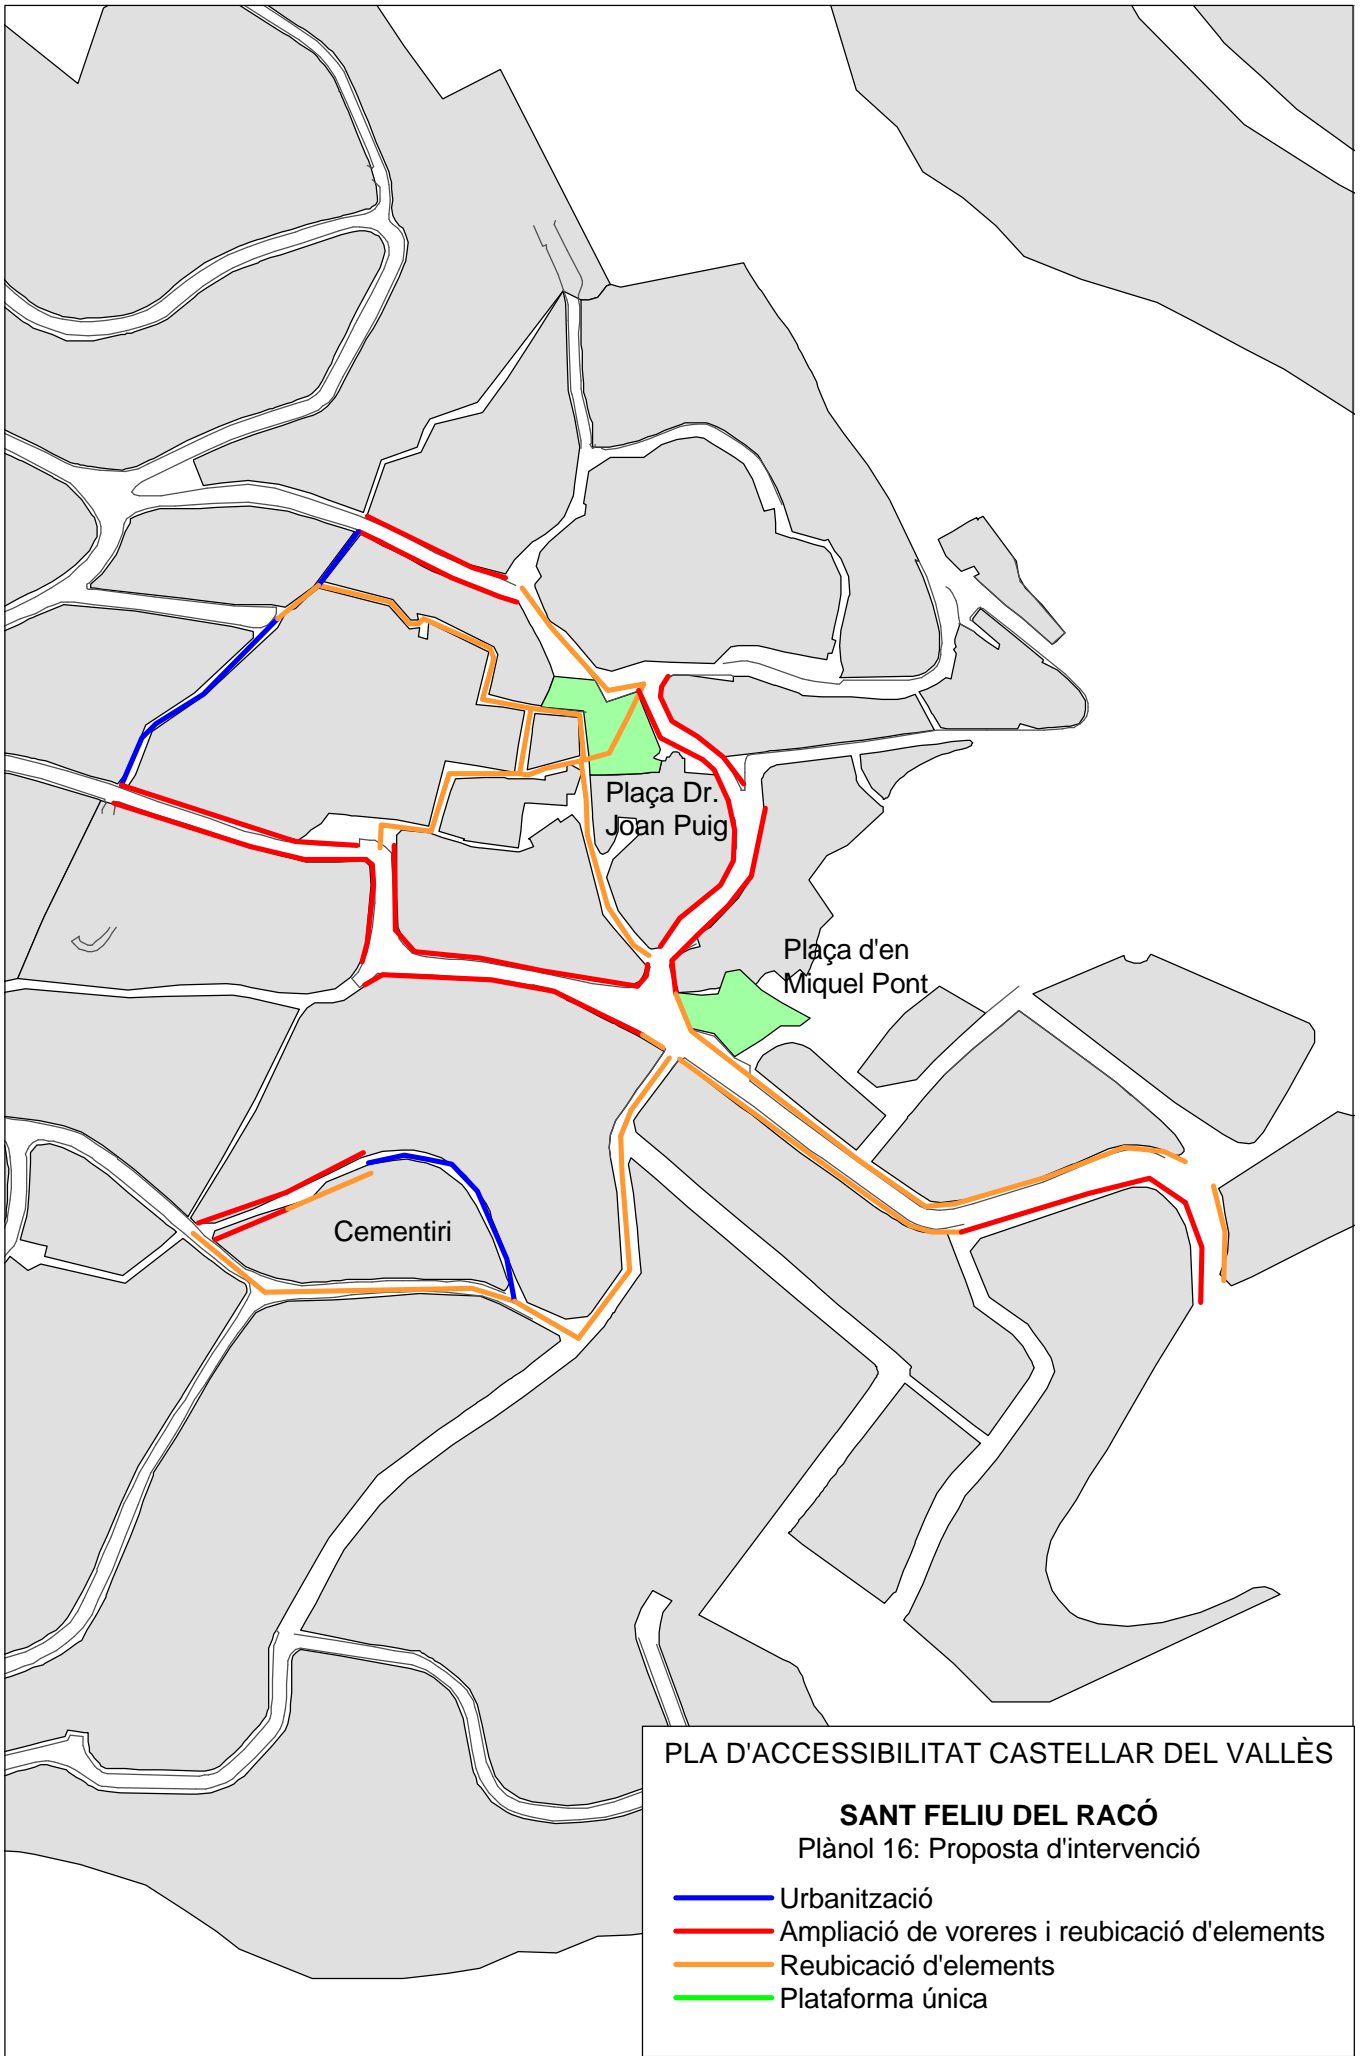 Plaça Dr.
Joan Puig
Plaça d'en
Miquel Pont
Cementiri
PLA D'ACCESSIBILITAT CASTELLAR DEL VALLÈS
SANT FELIU DEL RACÓ
Plànol 16: Proposta d'intervenció
Urbanització
Ampliació de voreres i reubicació d'elements
Reubicació d'elements
Plataforma única